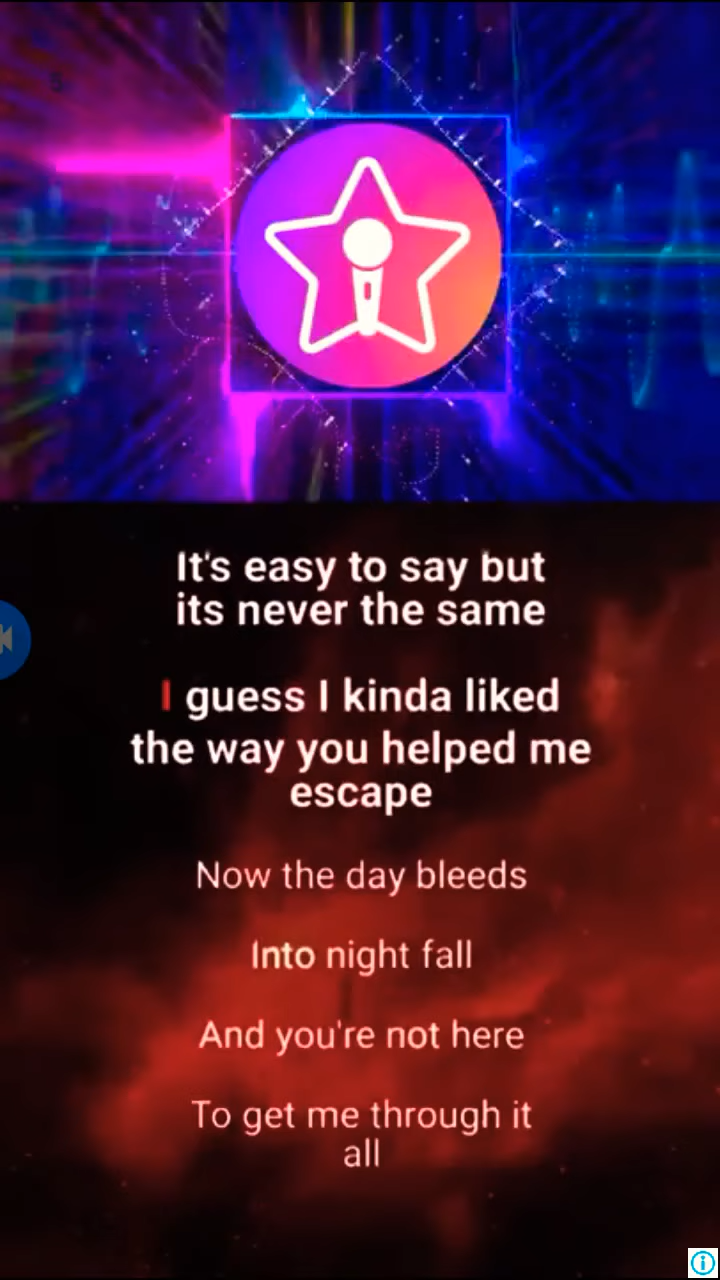 It's easy to say but
its never the same
I guess I kinda liked
the way you helped me
escape
Now the day bleeds
Into night fall
And you're not here
To get me through it
all